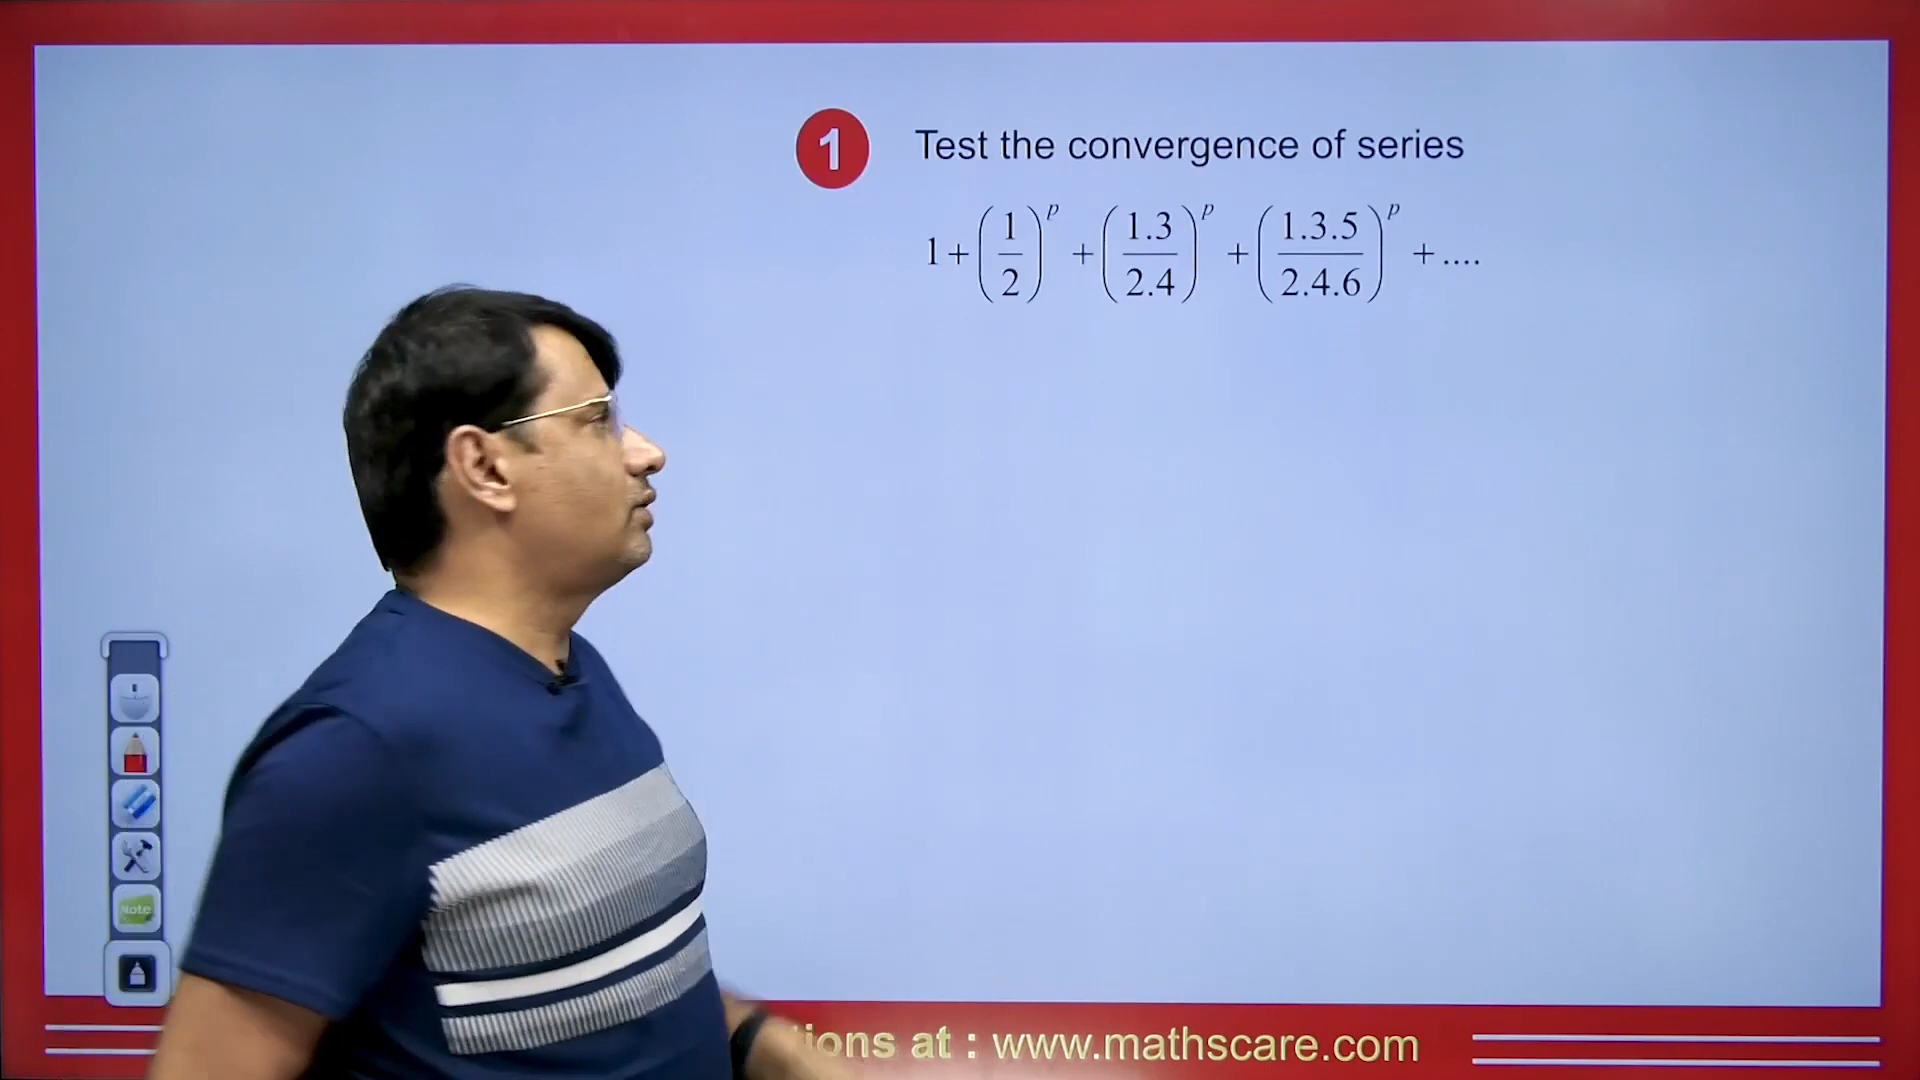 1
Test the convergence of series
1 + (1/2)^p + (1.3/2.4)^p + (1.3.5/2.4.6)^p + ....
Note
at : www.mathscare.com